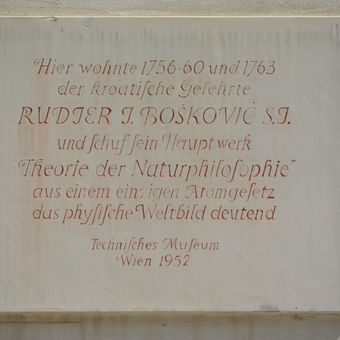 Hier wohnte 1756-60 und 1763
der kroatiſche Gelehrte
RUDJER J. BOŠKOVIĆ S.J.
und ſchuf ſein Hauptwerk
"Theorie der Naturphiloſophie"
aus einem einzigen Atomgeſetz
das phyſiſche Weltbild deutend
Techniſches Muſeum
Wien 1952